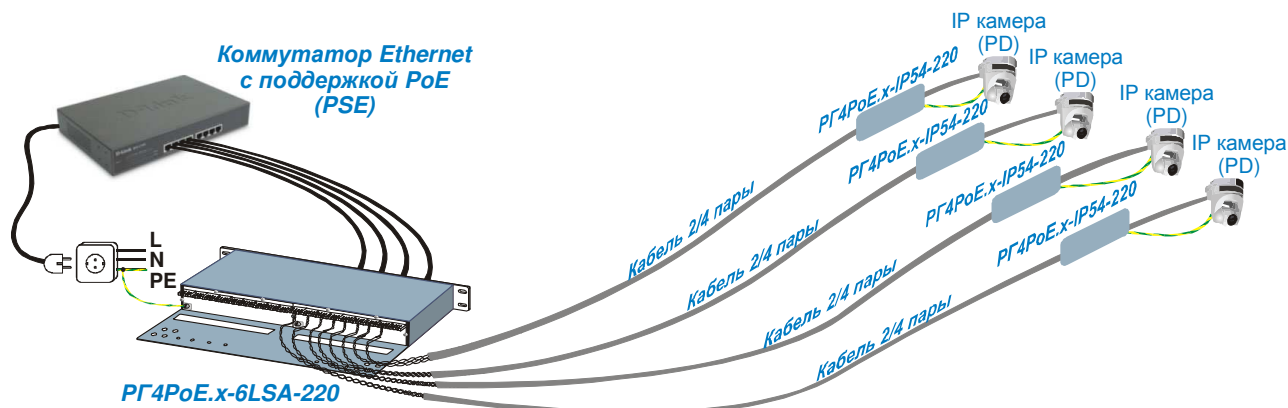 Коммутатор Ethernet
с поддержкой PoE
(PSE)
D-Link
L
N
PE
РГ4PoE.x-6LSA-220
IP камера
(PD)
РГ4PoE.x-IP54-220
Кабель 2/4 пары
IP камера
(PD)
РГ4PoE.x-IP54-220
Кабель 2/4 пары
IP камера
(PD)
РГ4PoE.x-IP54-220
Кабель 2/4 пары
IP камера
(PD)
РГ4PoE.x-IP54-220
Кабель 2/4 пары